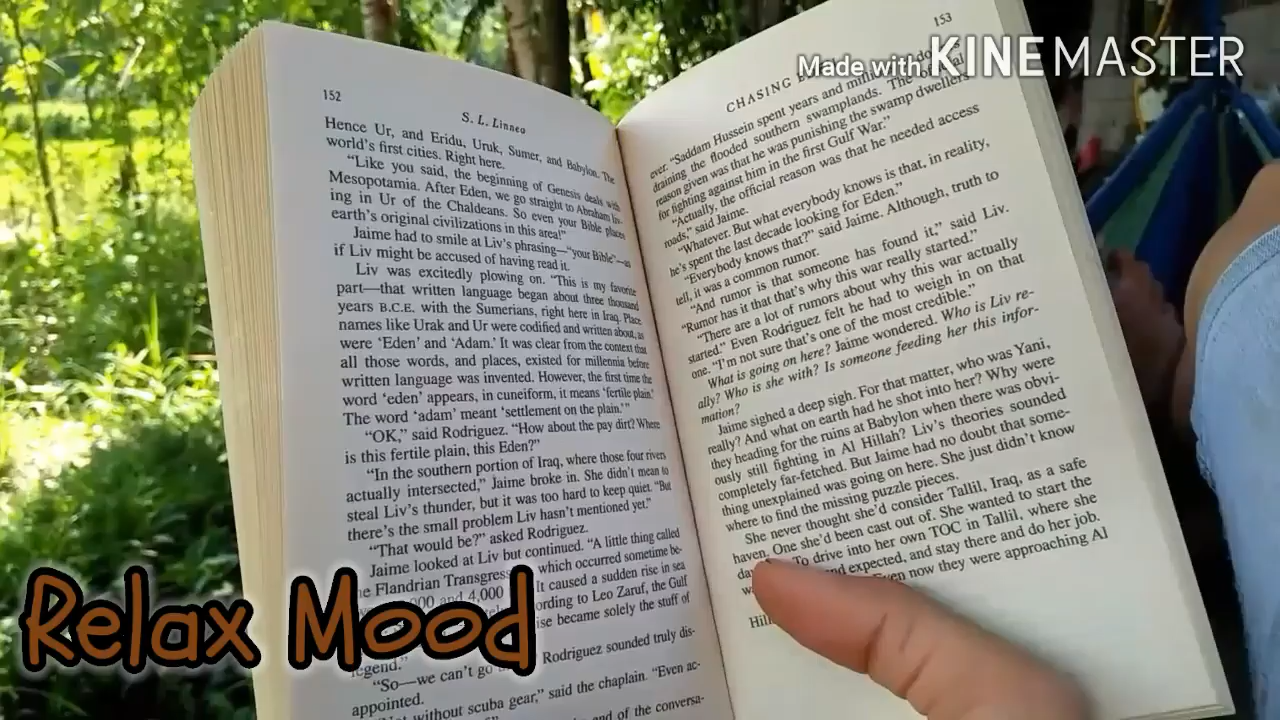 152
S. L. Linnea
Hence Ur, and Eridu, Uruk, Sumer, and Babylon. The
world's first cities. Right here.
"Like you said, the beginning of Genesis deals with
Mesopotamia. After Eden, we go straight to Abraham liv-
ing in Ur of the Chaldeans. So even your Bible places
earth's original civilizations in this area!"
Jaime had to smile at Liv's phrasing—"your Bible"—as
if Liv might be accused of having read it.
Liv was excitedly plowing on. "This is my favorite
part—that written language began about three thousand
years B.C.E. with the Sumerians, right here in Iraq. Place
names like Urak and Ur were codified and written about, as
were 'Eden' and 'Adam.' It was clear from the context that
all those words, and places, existed for millennia before
written language was invented. However, the first time the
word 'eden' appears, in cuneiform, it means 'fertile plain.'
The word 'adam' meant 'settlement on the plain.'"
"OK," said Rodriguez. "How about the pay dirt? Where
is this fertile plain, this Eden?"
"In the southern portion of Iraq, where those four rivers
actually intersected," Jaime broke in. She didn't mean to
steal Liv's thunder, but it was too hard to keep quiet. "But
there's the small problem Liv hasn't mentioned yet."
"That would be?" asked Rodriguez.
Jaime looked at Liv but continued. "A little thing called
Flandrian which occurred sometime be-
and 4,000 It caused a sudden rise in sea
to Leo Zaruf, the Gulf
became solely the stuff of
legend."
"So—we can't go Rodriguez sounded truly dis-
appointed.
without scuba gear," said the chaplain. "Even ac-
end of the conversa-
153
CHASING
ever. "Saddam Hussein spent years and
draining the flooded southern swamplands. The
reason given was that he was punishing the swamp dwellers
for fighting against him in the first Gulf War."
"Actually, the official reason was that he needed access
roads," said Jaime.
"Whatever. But what everybody knows is that, in reality,
he's spent the last decade looking for Eden."
"Everybody knows that?" said Jaime. Although, truth to
tell, it was a common rumor.
"And rumor is that someone has found it," said Liv.
"Rumor has it that that's why this war really started."
"There are a lot of rumors about why this war actually
started." Even Rodriguez felt he had to weigh in on that
one. "I'm not sure that's one of the most credible."
What is going on here? Jaime wondered. Who is Liv re-
ally? Who is she with? Is someone feeding her this infor-
mation?
Jaime sighed a deep sigh. For that matter, who was Yani,
really? And what on earth had he shot into her? Why were
they heading for the ruins at Babylon when there was obvi-
ously still fighting in Al Hillah? Liv's theories sounded
completely far-fetched. But Jaime had no doubt that some-
thing unexplained was going on here. She just didn't know
where to find the missing puzzle pieces.
She never thought she'd consider Tallil, Iraq, as a safe
haven. One she'd been cast out of. She wanted to start the
To drive into her own TOC in Tallil, where she
and expected, and stay there and do her job.
Even now they were approaching Al
Made with KINEMASTER
Relax Mood